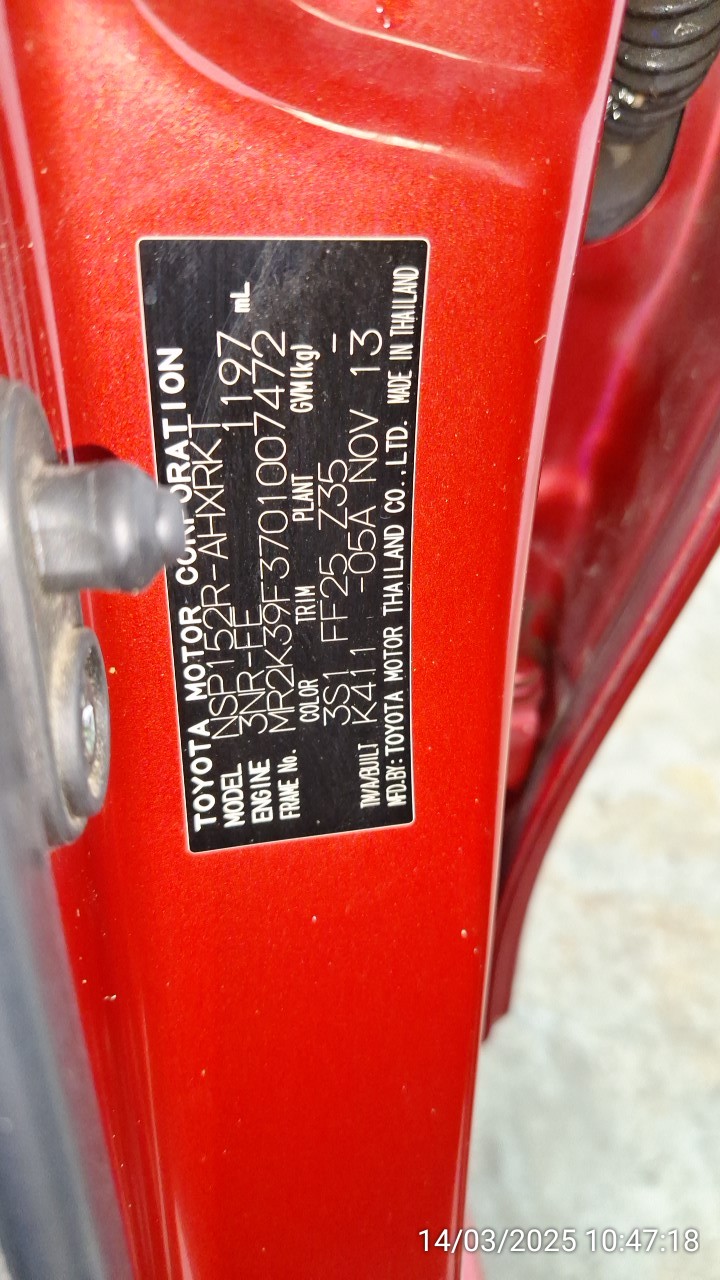 TOYOTA MOTOR CORPORATION
MODEL NSP152R-AHXRKT
ENGINE 3NR-FE 1197 mL
FRAME No. MR2K39F3701007472
COLOR TRIM PLANT GVM(kg)
3S1 FF25 Z35 -
TM/A/BUILT K411 -05A NOV 13
MFD.BY:TOYOTA MOTOR THAILAND CO.,LTD. MADE IN THAILAND
14/03/2025 10:47:18